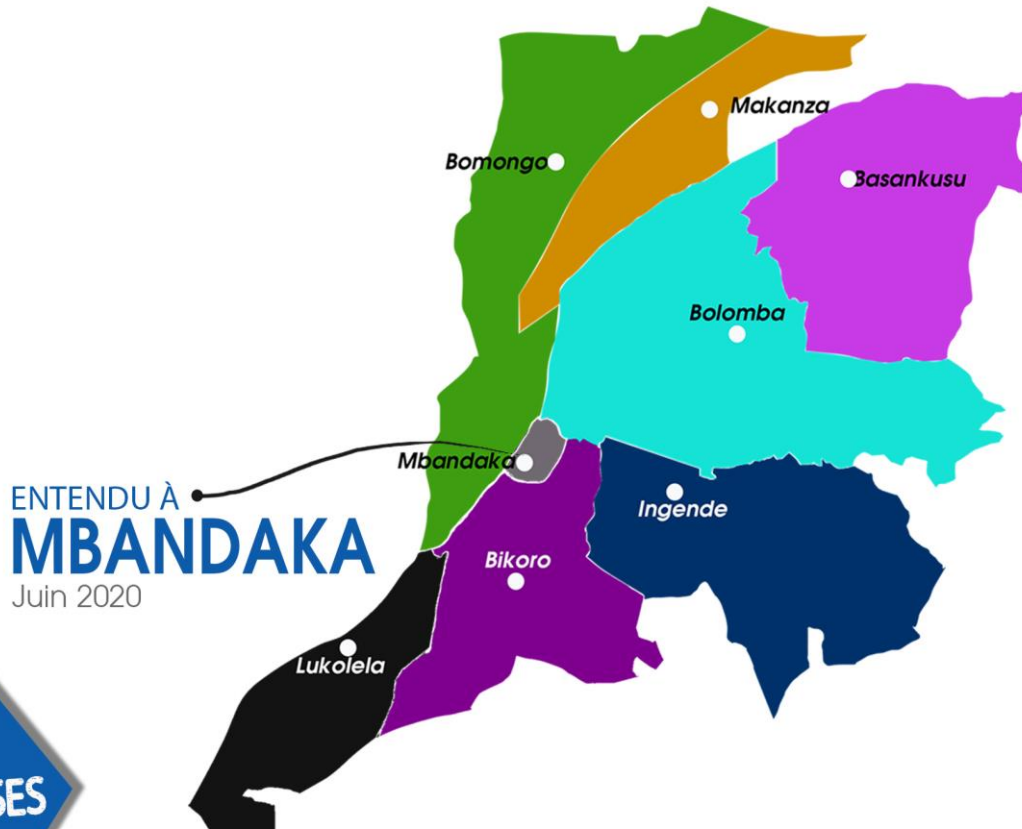 Makanza
Bomongo
Basankusu
Bolomba
Mbandaka
ENTENDU À
MBANDAKA
Juin 2020
Ingende
Bikoro
Lukolela